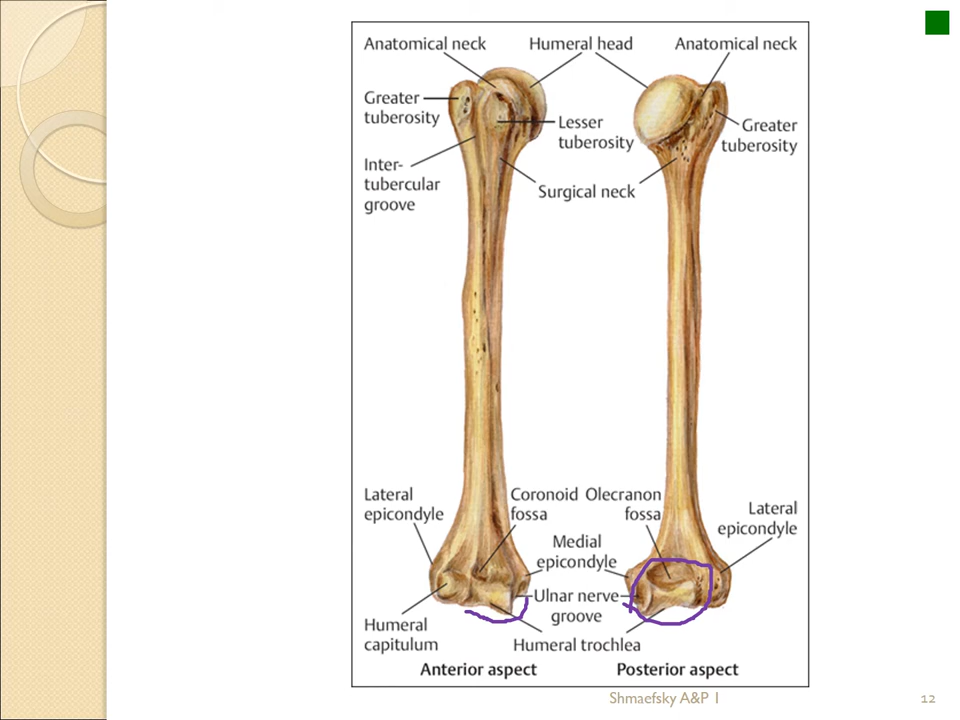 Anatomical neck
Humeral head
Anatomical neck
Greater
tuberosity
Lesser
tuberosity
Greater
tuberosity
Inter-
tubercular
groove
Surgical neck
Lateral
epicondyle
Coronoid
fossa
Olecranon
fossa
Lateral
epicondyle
Medial
epicondyle
Ulnar nerve
groove
Humeral
capitulum
Humeral trochlea
Anterior aspect
Posterior aspect
Shmaefsky A&P 1
12